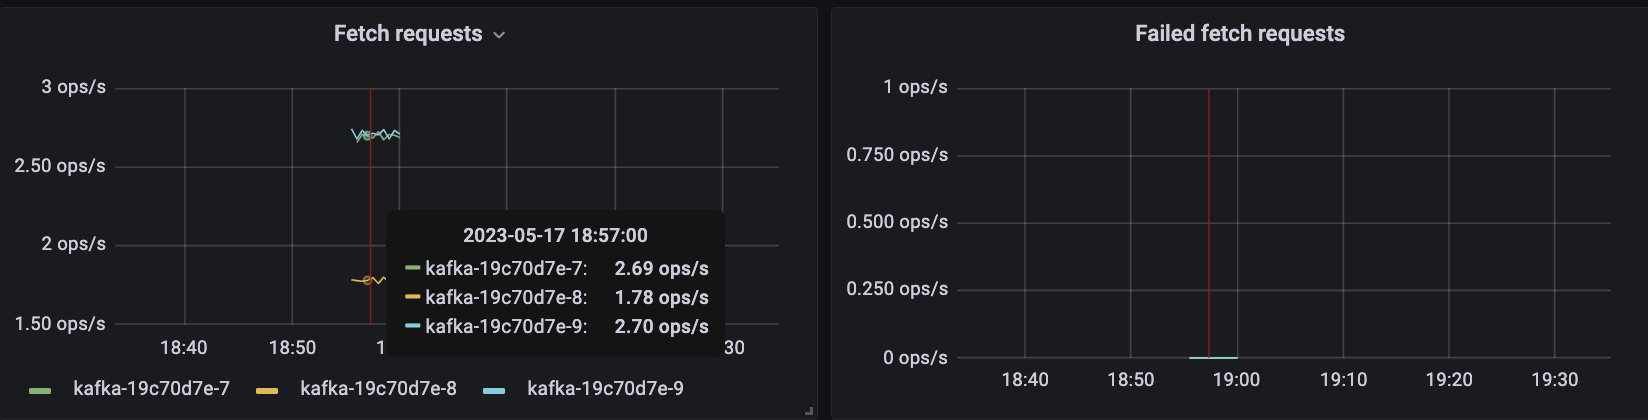 Fetch requests
3 ops/s
2.50 ops/s
2 ops/s
1.50 ops/s
18:40
18:50
1
30
2023-05-17 18:57:00
kafka-19c70d7e-7: 2.69 ops/s
kafka-19c70d7e-8: 1.78 ops/s
kafka-19c70d7e-9: 2.70 ops/s
kafka-19c70d7e-7 kafka-19c70d7e-8 kafka-19c70d7e-9
Failed fetch requests
1 ops/s
0.750 ops/s
0.500 ops/s
0.250 ops/s
0 ops/s
18:40 18:50 19:00 19:10 19:20 19:30